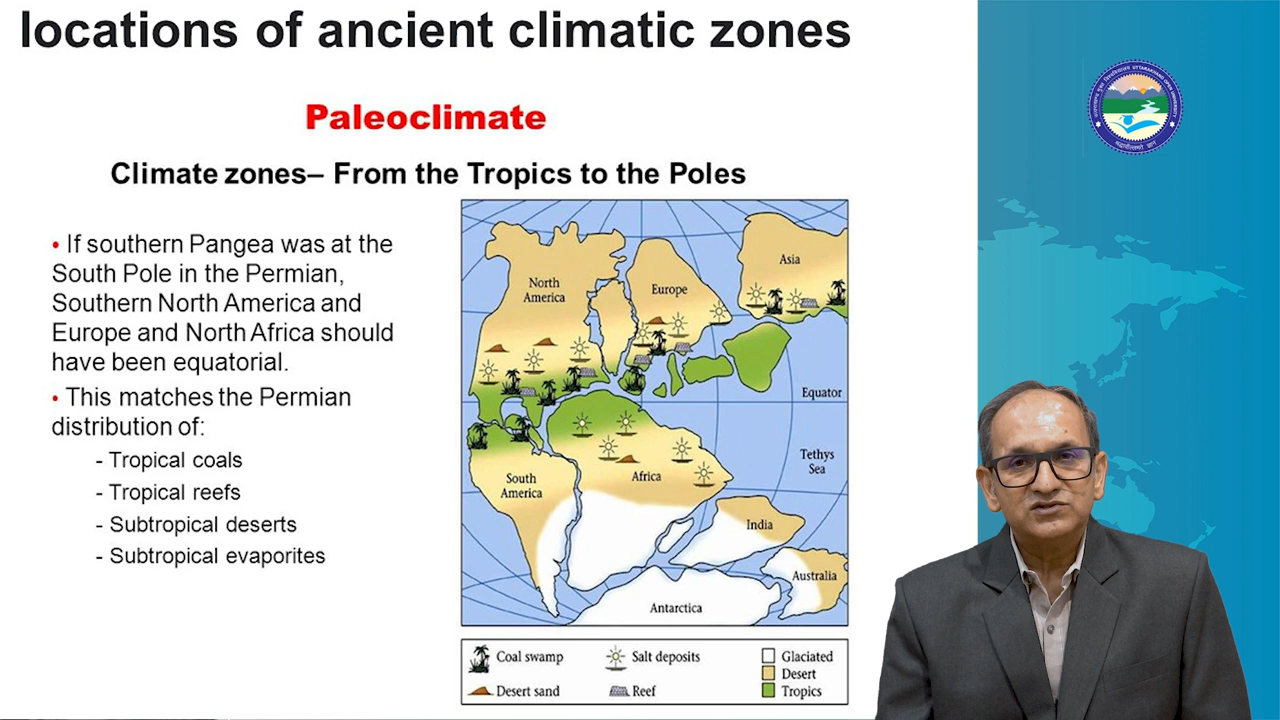 locations of ancient climatic zones
Paleoclimate
Climate zones– From the Tropics to the Poles
• If southern Pangea was at the
South Pole in the Permian,
Southern North America and
Europe and North Africa should
have been equatorial.
• This matches the Permian
distribution of:
- Tropical coals
- Tropical reefs
- Subtropical deserts
- Subtropical evaporites
North
America
Europe
Asia
Equator
Tethys
Sea
South
America
Africa
India
Australia
Antarctica
Coal swamp
Salt deposits
Glaciated
Desert
Desert sand
Reef
Tropics
UTTARAKHAND OPEN UNIVERSITY